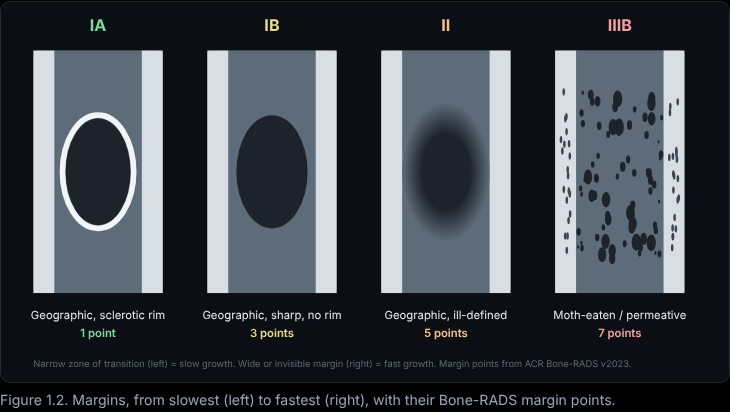 IA
IB
II
IIIB
Geographic, sclerotic rim
1 point
Geographic, sharp, no rim
3 points
Geographic, ill-defined
5 points
Moth-eaten / permeative
7 points
Narrow zone of transition (left) = slow growth. Wide or invisible margin (right) = fast growth. Margin points from ACR Bone-RADS v2023.
Figure 1.2. Margins, from slowest (left) to fastest (right), with their Bone-RADS margin points.